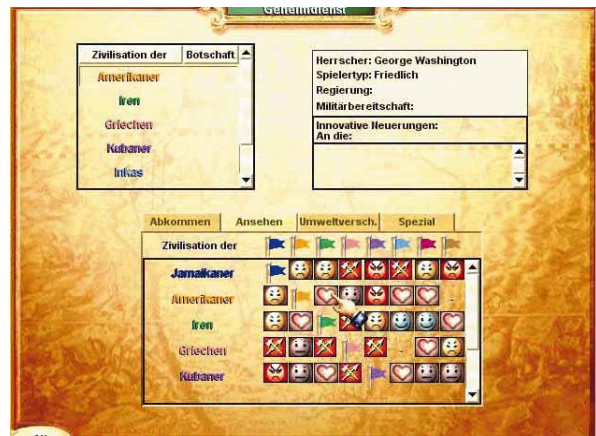 Geheimdienst
Zivilisation der Botschaft
Amerikaner
Iren
Griechen
Kubaner
Inkas
Herrscher: George Washington
Spielertyp: Friedlich
Regierung:
Militärbereitschaft:
Innovative Neuerungen:
An die:
Abkommen Ansehen Umweltversch. Spezial
Zivilisation der
Jamaikaner
Amerikaner
Iren
Griechen
Kubaner